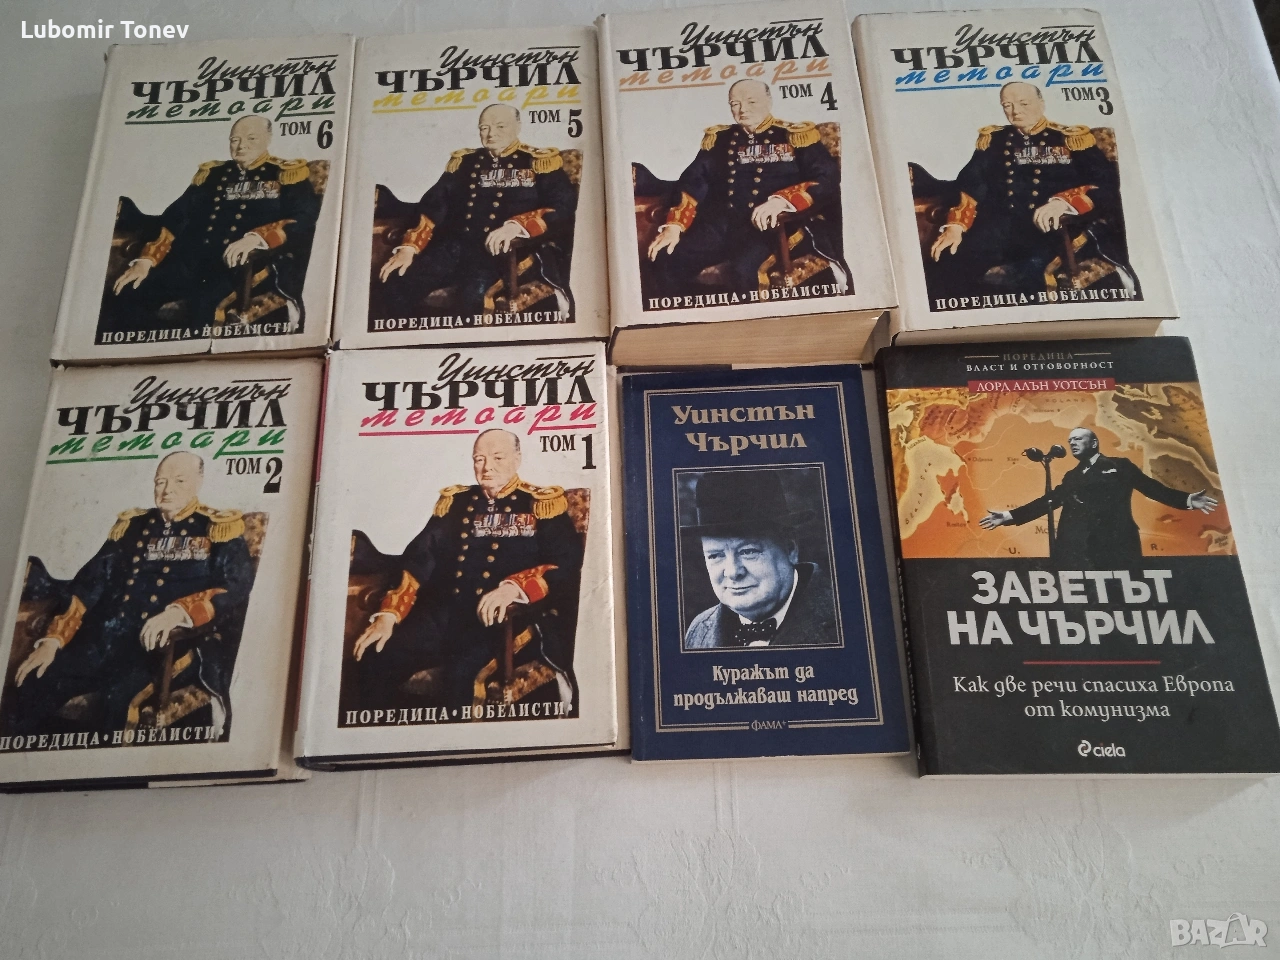 Lubomir Tonev
Уинстън
ЧЪРЧИЛ
мемоари
ТОМ 6
ПОРЕДИЦА • НОБЕЛИСТИ •
Уинстън
ЧЪРЧИЛ
мемоари
ТОМ 5
ПОРЕДИЦА • НОБЕЛИСТИ •
Уинстън
ЧЪРЧИЛ
мемоари
ТОМ 4
ПОРЕДИЦА • НОБЕЛИСТИ •
Уинстън
ЧЪРЧИЛ
мемоари
ТОМ 3
ПОРЕДИЦА • НОБЕЛИСТИ •
Уинстън
ЧЪРЧИЛ
мемоари
ТОМ 2
ПОРЕДИЦА • НОБЕЛИСТИ •
Уинстън
ЧЪРЧИЛ
мемоари
ТОМ 1
ПОРЕДИЦА • НОБЕЛИСТИ •
Уинстън
Чърчил
Куражът да
продължаваш напред
ФАМА+
ПОРЕДИЦА
ВЛАСТ И ОТГОВОРНОСТ
ЛОРД АЛЪН УОТСЪН
U. R.
ЗАВЕТЪТ
НА ЧЪРЧИЛ
Как две речи спасиха Европа
от комунизма
ciela
BAZAR